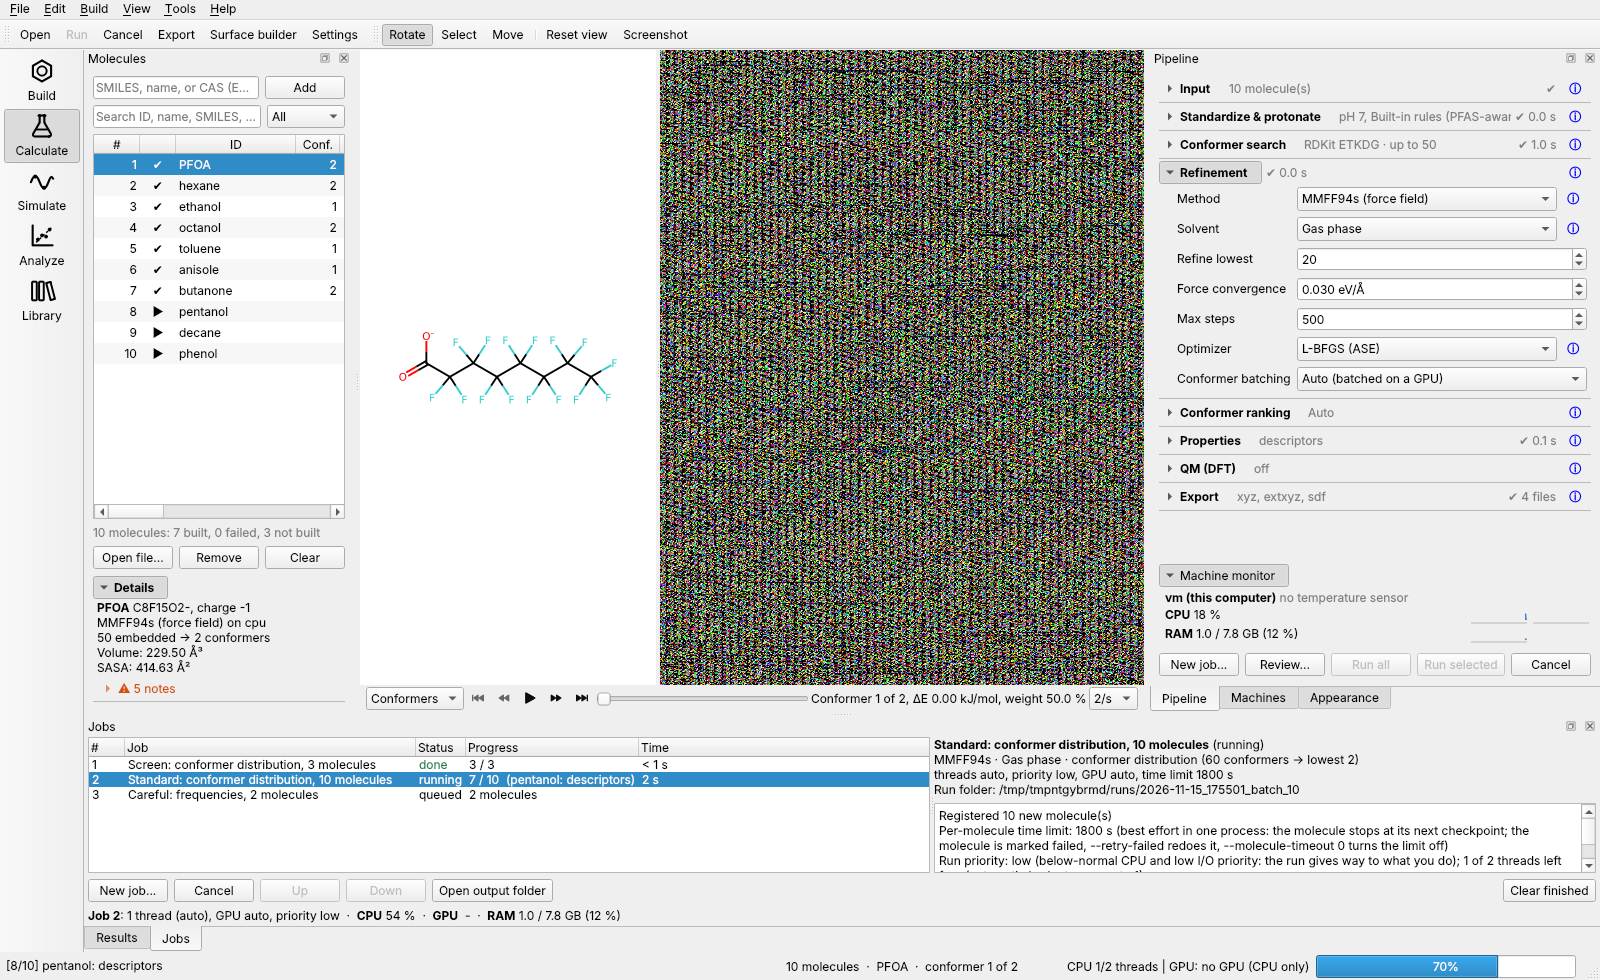 File Edit Build View Tools Help
Open Run Cancel Export Surface builder Settings Rotate Select Move Reset view Screenshot
Build
Calculate
Simulate
Analyze
Library
Molecules
SMILES, name, or CAS (E... Add
Search ID, name, SMILES, ... All
# ID Conf.
1 ✔ PFOA 2
2 ✔ hexane 2
3 ✔ ethanol 1
4 ✔ octanol 2
5 ✔ toluene 1
6 ✔ anisole 1
7 ✔ butanone 2
8 ▶ pentanol
9 ▶ decane
10 ▶ phenol
10 molecules: 7 built, 0 failed, 3 not built
Open file... Remove Clear
Details
PFOA C8F15O2-, charge -1
MMFF94s (force field) on cpu
50 embedded → 2 conformers
Volume: 229.50 Å³
SASA: 414.63 Å²
5 notes
O-
F F F F F F F
O
F F F F F F F F
Conformers Conformer 1 of 2, ΔE 0.00 kJ/mol, weight 50.0 % 2/s
Pipeline
Input 10 molecule(s) ✔
Standardize & protonate pH 7, Built-in rules (PFAS-awar ✔ 0.0 s
Conformer search RDKit ETKDG · up to 50 ✔ 1.0 s
Refinement ✔ 0.0 s
Method MMFF94s (force field)
Solvent Gas phase
Refine lowest 20
Force convergence 0.030 eV/Å
Max steps 500
Optimizer L-BFGS (ASE)
Conformer batching Auto (batched on a GPU)
Conformer ranking Auto
Properties descriptors ✔ 0.1 s
QM (DFT) off
Export xyz, extxyz, sdf ✔ 4 files
Machine monitor
vm (this computer) no temperature sensor
CPU 18 %
RAM 1.0 / 7.8 GB (12 %)
New job... Review... Run all Run selected Cancel
Pipeline Machines Appearance
Jobs
# Job Status Progress Time
1 Screen: conformer distribution, 3 molecules done 3 / 3 < 1 s
2 Standard: conformer distribution, 10 molecules running 7 / 10 (pentanol: descriptors) 2 s
3 Careful: frequencies, 2 molecules queued 2 molecules
Standard: conformer distribution, 10 molecules (running)
MMFF94s · Gas phase · conformer distribution (60 conformers → lowest 2)
threads auto, priority low, GPU auto, time limit 1800 s
Run folder: /tmp/tmpntgybrmd/runs/2026-11-15_175501_batch_10
Registered 10 new molecule(s)
Per-molecule time limit: 1800 s (best effort in one process: the molecule stops at its next checkpoint; the
molecule is marked failed, --retry-failed redoes it, --molecule-timeout 0 turns the limit off)
Run priority: low (below-normal CPU and low I/O priority: the run gives way to what you do); 1 of 2 threads left
New job... Cancel Up Down Open output folder Clear finished
Job 2: 1 thread (auto), GPU auto, priority low · CPU 54 % · GPU - · RAM 1.0 / 7.8 GB (12 %)
Results Jobs
[8/10] pentanol: descriptors 10 molecules · PFOA · conformer 1 of 2 CPU 1/2 threads | GPU: no GPU (CPU only) 70%